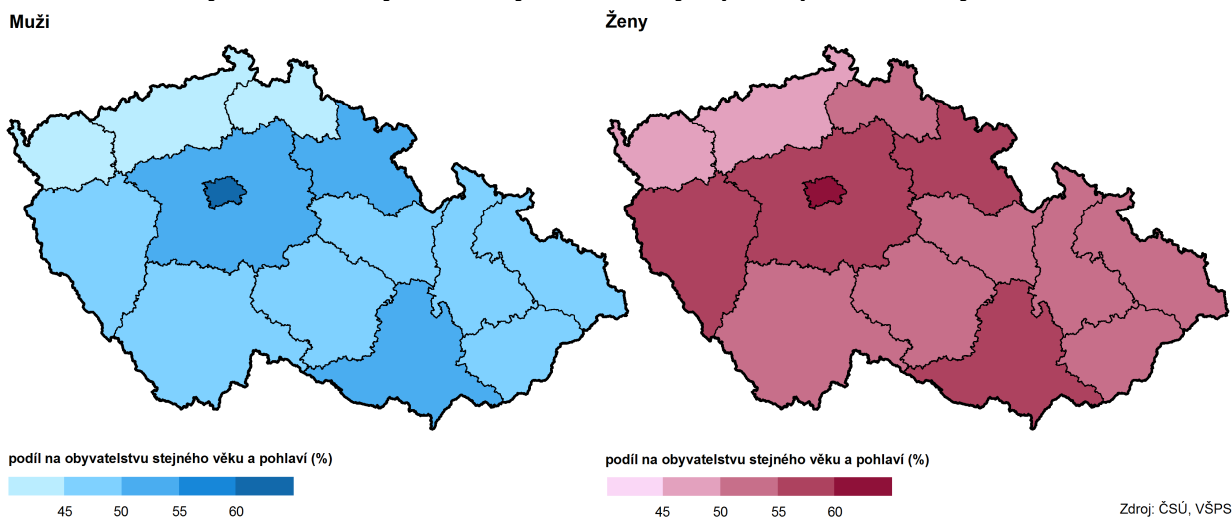 Muži
Ženy
podíl na obyvatelstvu stejného věku a pohlaví (%)
45 50 55 60
podíl na obyvatelstvu stejného věku a pohlaví (%)
45 50 55 60
Zdroj: ČSÚ, VŠPS